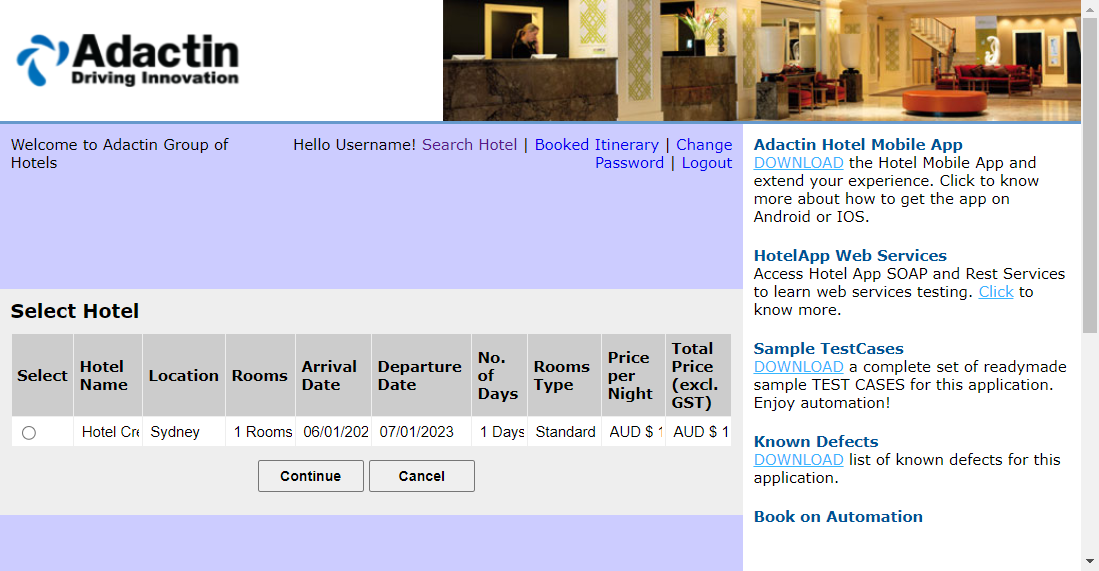 Adactin
Driving Innovation
Welcome to Adactin Group of
Hotels
Hello Username! Search Hotel | Booked Itinerary | Change
Password | Logout
Select Hotel
Select
Hotel
Name
Location
Rooms
Arrival
Date
Departure
Date
No.
of
Days
Rooms
Type
Price
per
Night
Total
Price
(excl.
GST)
Hotel Cre
Sydney
1 Rooms
06/01/202
07/01/2023
1 Days
Standard
AUD $ 1
AUD $ 1
Continue
Cancel
Adactin Hotel Mobile App
DOWNLOAD the Hotel Mobile App and
extend your experience. Click to know
more about how to get the app on
Android or IOS.
HotelApp Web Services
Access Hotel App SOAP and Rest Services
to learn web services testing. Click to
know more.
Sample TestCases
DOWNLOAD a complete set of readymade
sample TEST CASES for this application.
Enjoy automation!
Known Defects
DOWNLOAD list of known defects for this
application.
Book on Automation